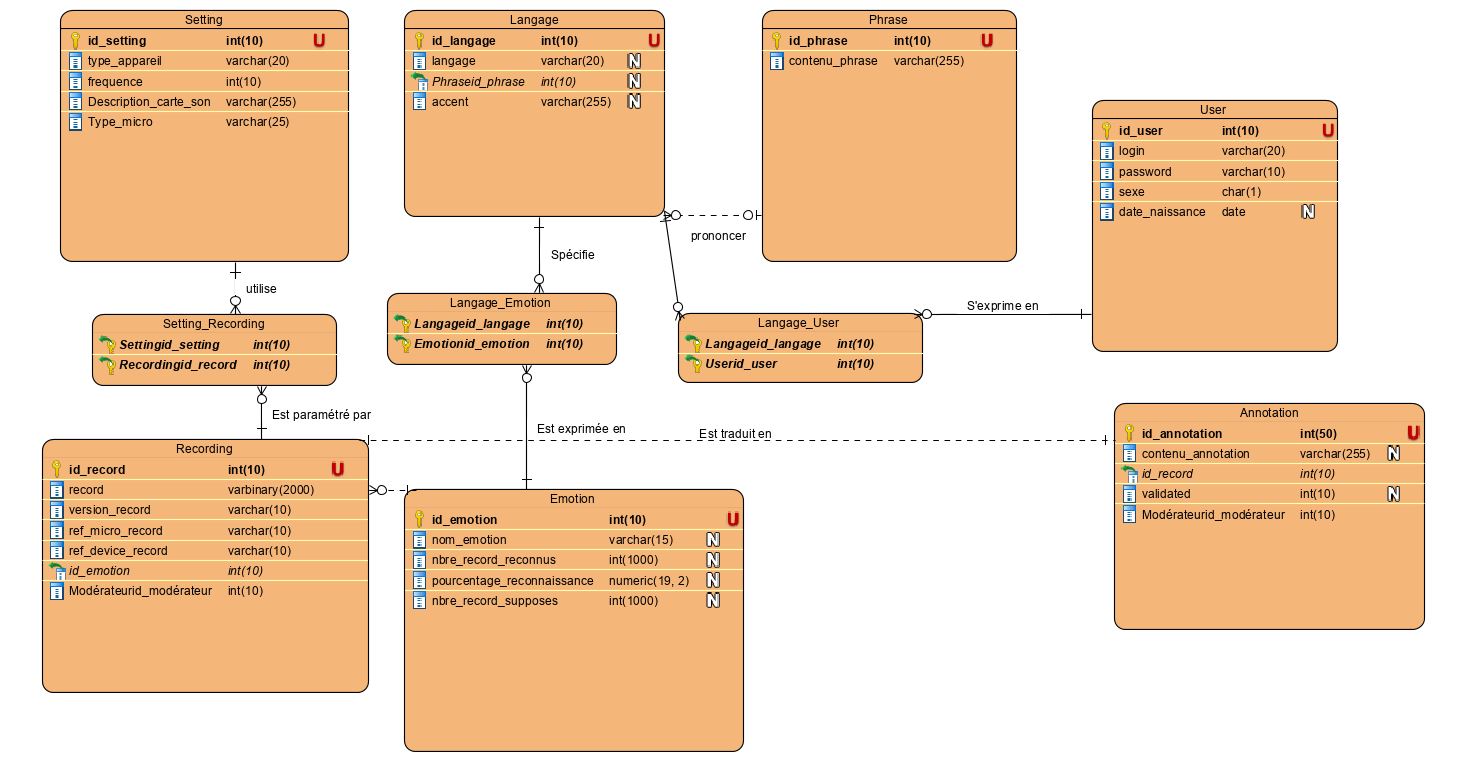 Setting
id_setting int(10) U
type_appareil varchar(20)
frequence int(10)
Description_carte_son varchar(255)
Type_micro varchar(25)
Langage
id_langage int(10) U
langage varchar(20) N
Phraseid_phrase int(10) N
accent varchar(255) N
Phrase
id_phrase int(10) U
contenu_phrase varchar(255)
User
id_user int(10) U
login varchar(20)
password varchar(10)
sexe char(1)
date_naissance date N
prononcer
Spécifie
utilise
S'exprime en
Setting_Recording
Settingid_setting int(10)
Recordingid_record int(10)
Langage_Emotion
Langageid_langage int(10)
Emotionid_emotion int(10)
Langage_User
Langageid_langage int(10)
Userid_user int(10)
Est paramétré par
Est exprimée en
Est traduit en
Recording
id_record int(10) U
record varbinary(2000)
version_record varchar(10)
ref_micro_record varchar(10)
ref_device_record varchar(10)
id_emotion int(10)
Modérateurid_modérateur int(10)
Emotion
id_emotion int(10) U
nom_emotion varchar(15) N
nbre_record_reconnus int(1000) N
pourcentage_reconnaissance numeric(19, 2) N
nbre_record_supposes int(1000) N
Annotation
id_annotation int(50) U
contenu_annotation varchar(255) N
id_record int(10)
validated int(10) N
Modérateurid_modérateur int(10)